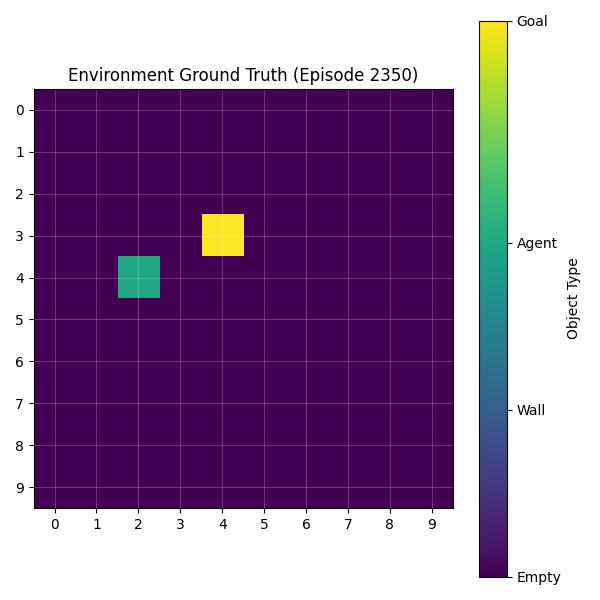 Environment Ground Truth (Episode 2350)
0
1
2
3
4
5
6
7
8
9
0 1 2 3 4 5 6 7 8 9
Goal
Agent
Wall
Empty
Object Type